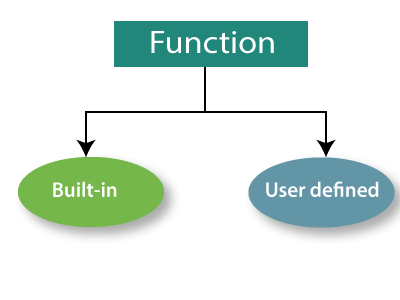 Function
Built-in
User defined